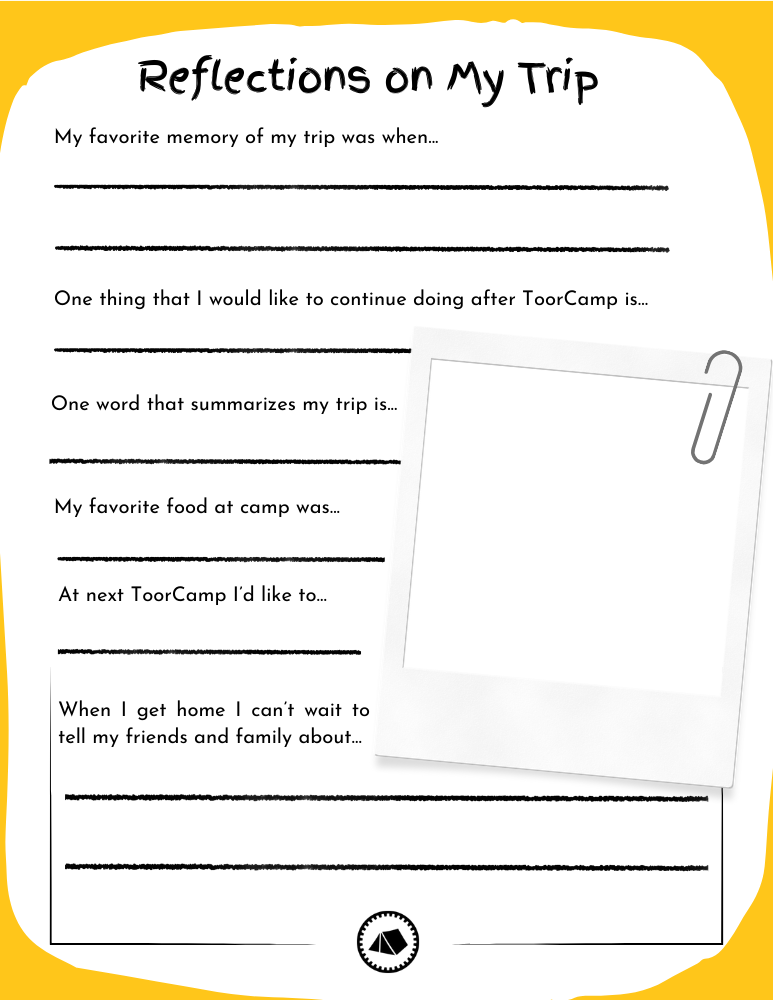 Reflections on My Trip
My favorite memory of my trip was when...
One thing that I would like to continue doing after ToorCamp is...
One word that summarizes my trip is...
My favorite food at camp was...
At next ToorCamp I'd like to...
When I get home I can't wait to
tell my friends and family about...